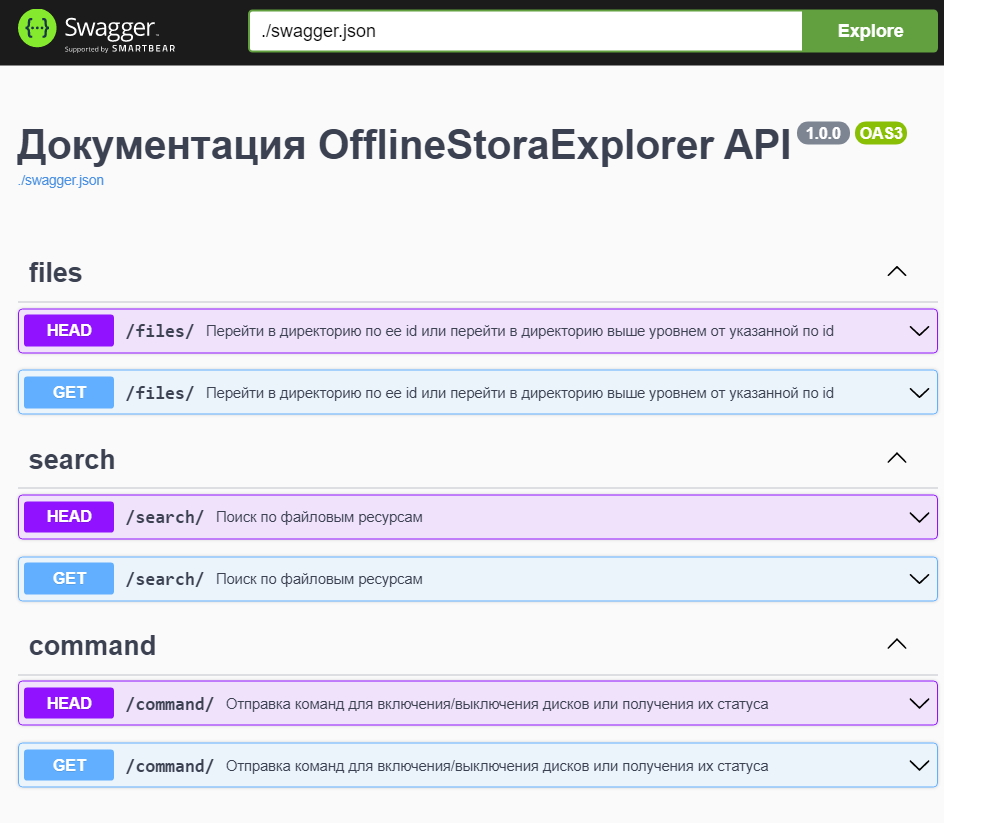 Swagger™
Supported by SMARTBEAR
./swagger.json
Explore
Документация OfflineStoraExplorer API 1.0.0 OAS3
./swagger.json
files
HEAD /files/ Перейти в директорию по ее id или перейти в директорию выше уровнем от указанной по id
GET /files/ Перейти в директорию по ее id или перейти в директорию выше уровнем от указанной по id
search
HEAD /search/ Поиск по файловым ресурсам
GET /search/ Поиск по файловым ресурсам
command
HEAD /command/ Отправка команд для включения/выключения дисков или получения их статуса
GET /command/ Отправка команд для включения/выключения дисков или получения их статуса